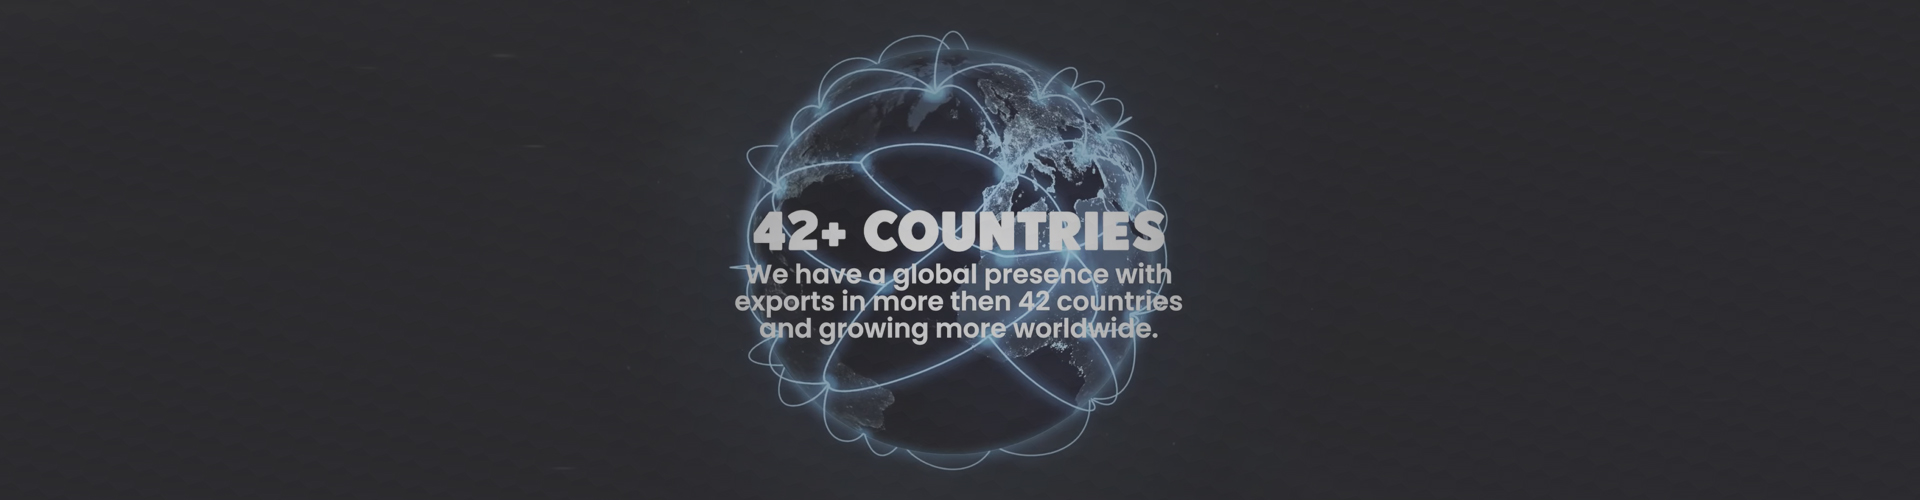 42+ COUNTRIES
We have a global presence with
exports in more then 42 countries
and growing more worldwide.